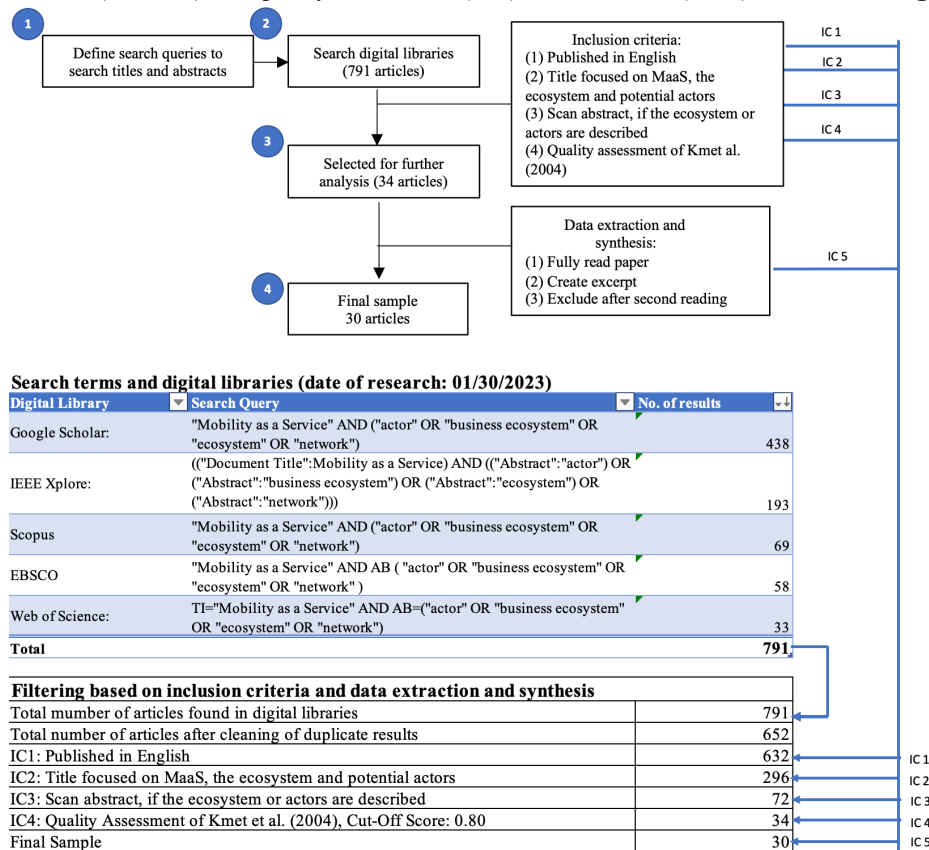 1
2
Define search queries to
search titles and abstracts
Search digital libraries
(791 articles)
Inclusion criteria:
(1) Published in English
(2) Title focused on MaaS, the
ecosystem and potential actors
(3) Scan abstract, if the ecosystem or
actors are described
(4) Quality assessment of Kmet al.
(2004)
IC 1
IC 2
IC 3
IC 4
3
Selected for further
analysis (34 articles)
Data extraction and
synthesis:
(1) Fully read paper
(2) Create excerpt
(3) Exclude after second reading
IC 5
4
Final sample
30 articles
Search terms and digital libraries (date of research: 01/30/2023)
Digital Library Search Query No. of results
Google Scholar: "Mobility as a Service" AND ("actor" OR "business ecosystem" OR
"ecosystem" OR "network") 438
(("Document Title":Mobility as a Service) AND (("Abstract":"actor") OR
IEEE Xplore: ("Abstract":"business ecosystem") OR ("Abstract":"ecosystem") OR
("Abstract":"network"))) 193
Scopus "Mobility as a Service" AND ("actor" OR "business ecosystem" OR
"ecosystem" OR "network") 69
EBSCO "Mobility as a Service" AND AB ( "actor" OR "business ecosystem" OR
"ecosystem" OR "network" ) 58
Web of Science: TI="Mobility as a Service" AND AB=("actor" OR "business ecosystem"
OR "ecosystem" OR "network") 33
Total 791
Filtering based on inclusion criteria and data extraction and synthesis
Total mumber of articles found in digital libraries 791
Total number of articles after cleaning of duplicate results 652
IC1: Published in English 632 IC 1
IC2: Title focused on MaaS, the ecosystem and potential actors 296 IC 2
IC3: Scan abstract, if the ecosystem or actors are described 72 IC 3
IC4: Quality Assessment of Kmet et al. (2004), Cut-Off Score: 0.80 34 IC 4
Final Sample 30 IC 5